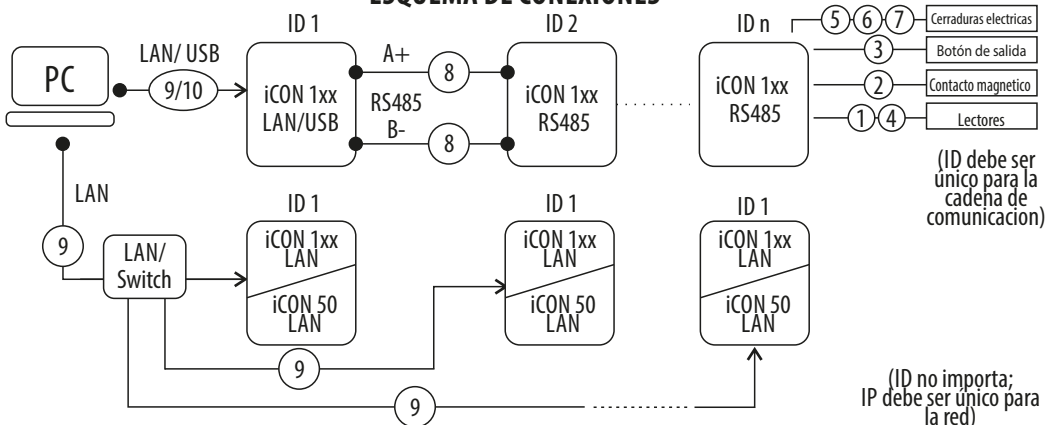 ESQUEMA DE CONEXIONES
ID 1
ID 2
ID n
5 6 7
Cerraduras electricas
PC
LAN/ USB
9/10
iCON 1xx
LAN/USB
A+
8
RS485
B-
8
iCON 1xx
RS485
iCON 1xx
RS485
3
Botón de salida
2
Contacto magnetico
1 4
Lectores
(ID debe ser
único para la
cadena de
comunicacion)
LAN
9
LAN/
Switch
ID 1
iCON 1xx
LAN
iCON 50
LAN
ID 1
iCON 1xx
LAN
iCON 50
LAN
ID 1
iCON 1xx
LAN
iCON 50
LAN
9
9
(ID no importa;
IP debe ser único para
la red)